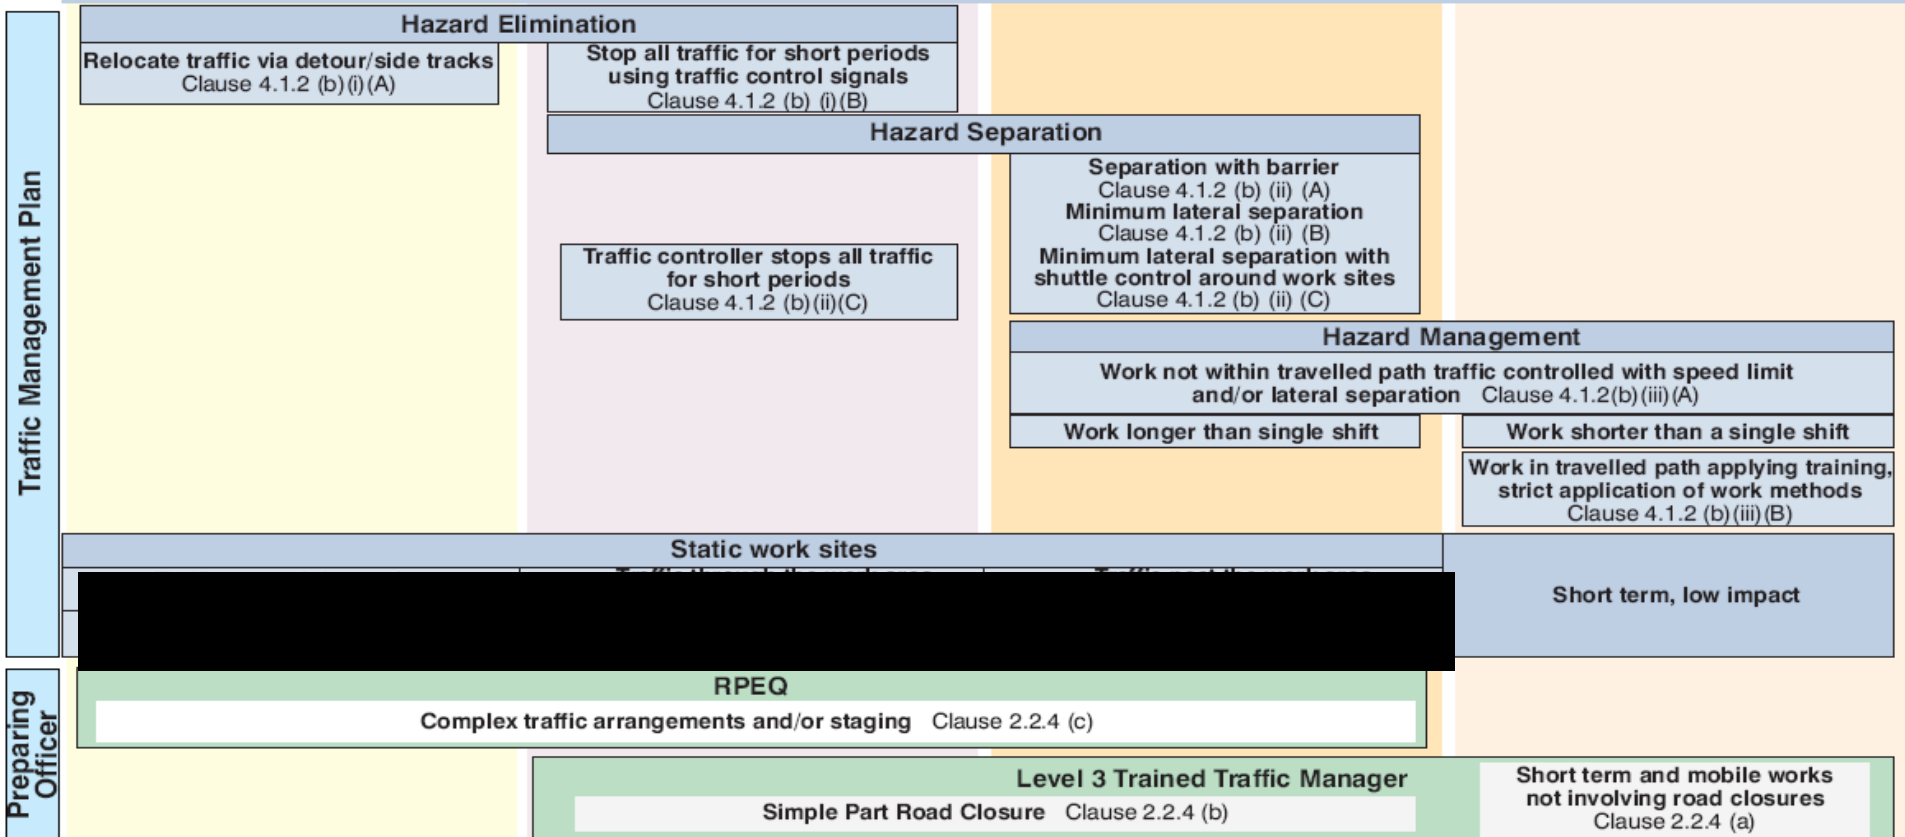 Traffic Management Plan
Hazard Elimination
Relocate traffic via detour/side tracks
Clause 4.1.2 (b)(i)(A)
Stop all traffic for short periods
using traffic control signals
Clause 4.1.2 (b) (i)(B)
Hazard Separation
Traffic controller stops all traffic
for short periods
Clause 4.1.2 (b)(ii)(C)
Separation with barrier
Clause 4.1.2 (b) (ii) (A)
Minimum lateral separation
Clause 4.1.2 (b) (ii) (B)
Minimum lateral separation with
shuttle control around work sites
Clause 4.1.2 (b) (ii) (C)
Hazard Management
Work not within travelled path traffic controlled with speed limit
and/or lateral separation Clause 4.1.2(b)(iii)(A)
Work longer than single shift
Work shorter than a single shift
Work in travelled path applying training,
strict application of work methods
Clause 4.1.2 (b)(iii)(B)
Static work sites
Short term, low impact
Preparing
Officer
RPEQ
Complex traffic arrangements and/or staging Clause 2.2.4 (c)
Level 3 Trained Traffic Manager
Simple Part Road Closure Clause 2.2.4 (b)
Short term and mobile works
not involving road closures
Clause 2.2.4 (a)